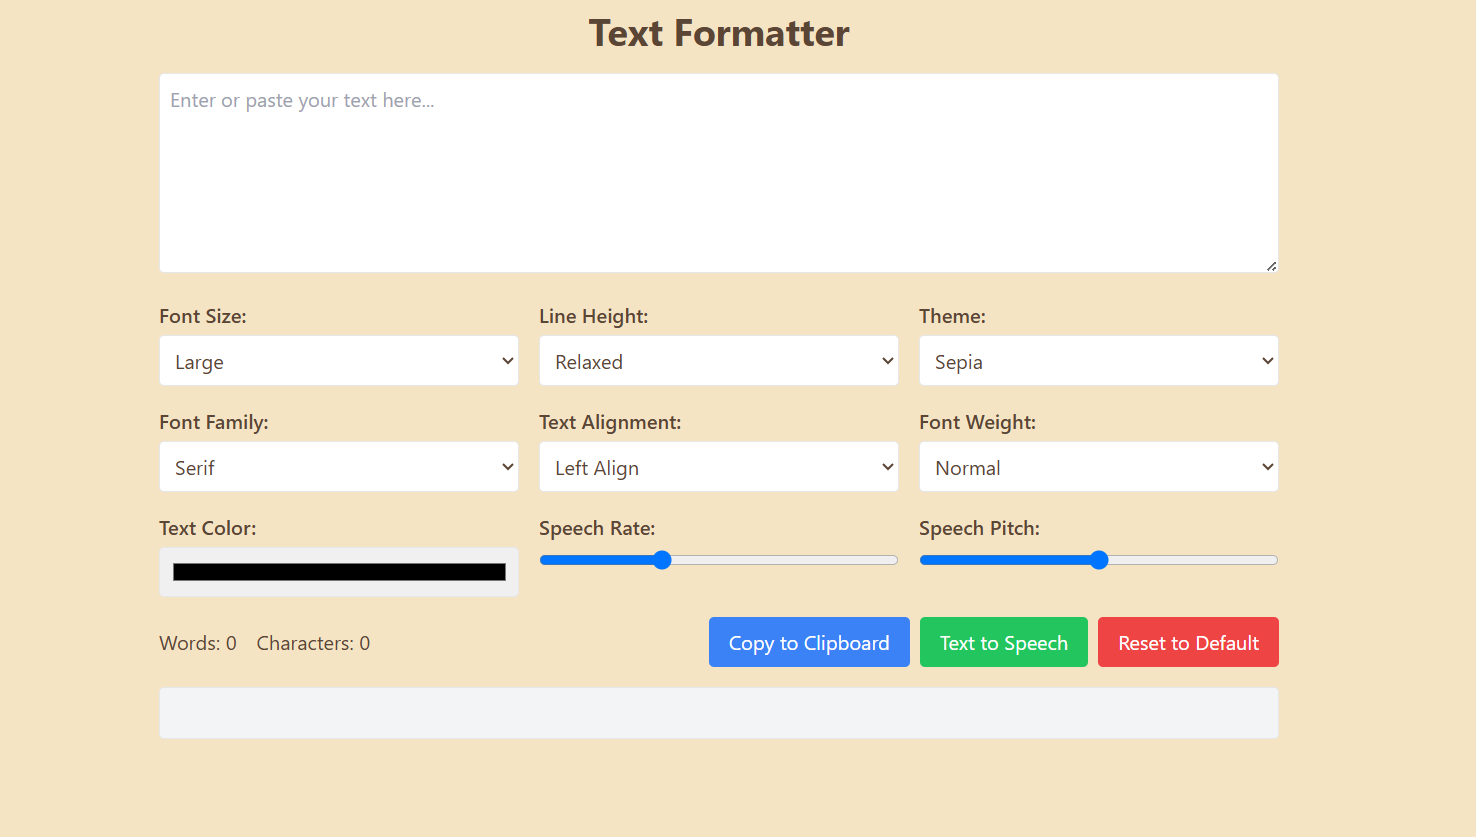 Text Formatter
Enter or paste your text here...
Font Size: Line Height: Theme:
Large Relaxed Sepia
Font Family: Text Alignment: Font Weight:
Serif Left Align Normal
Text Color: Speech Rate: Speech Pitch:
Words: 0 Characters: 0 Copy to Clipboard Text to Speech Reset to Default